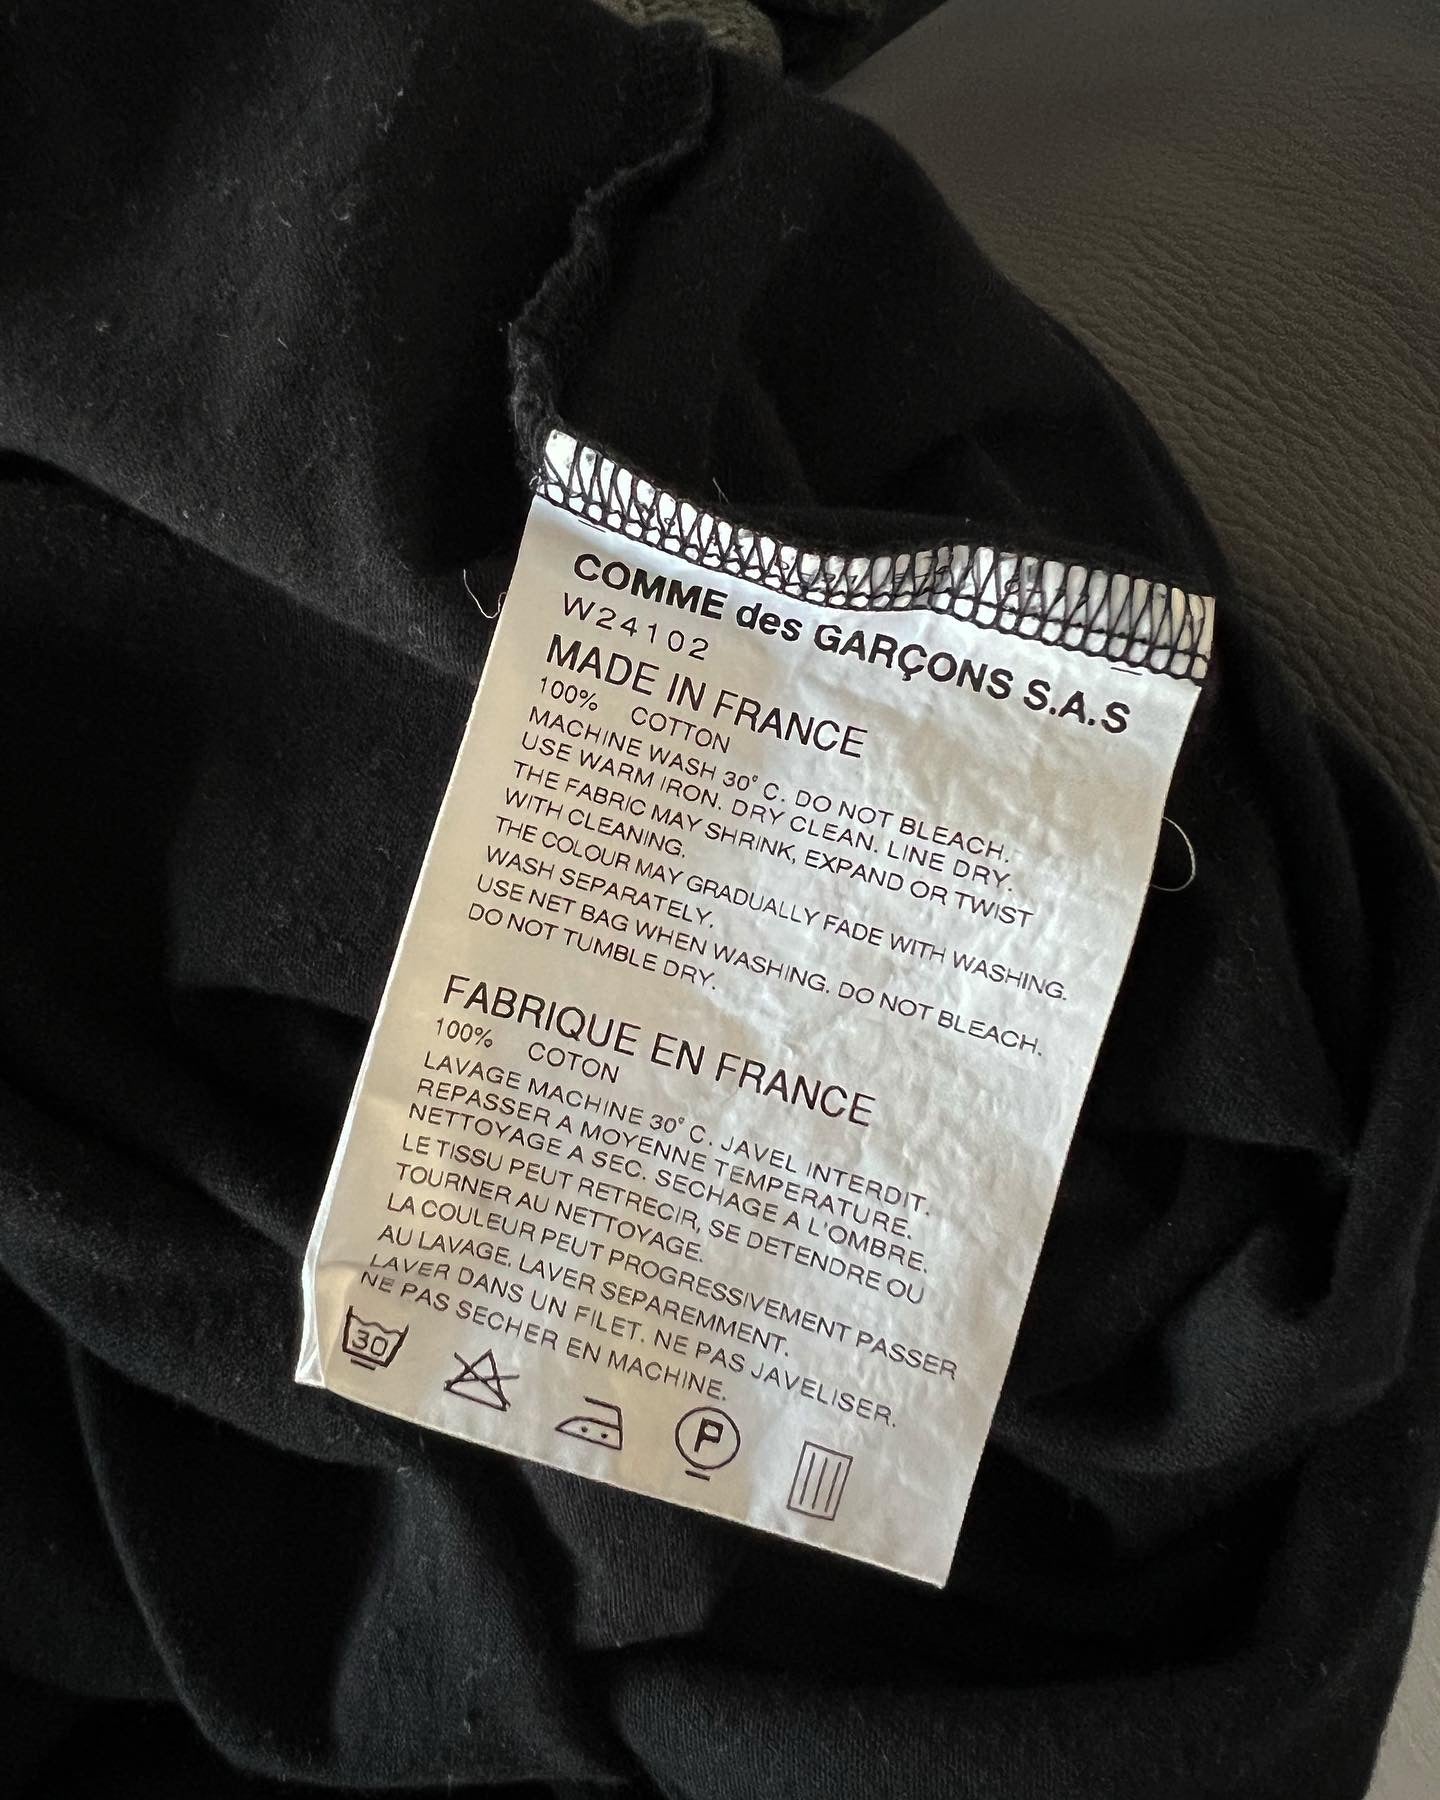 COMME des GARÇONS S.A.S
W24102
MADE IN FRANCE
100% COTTON
MACHINE WASH 30° C. DO NOT BLEACH.
USE WARM IRON. DRY CLEAN. LINE DRY.
THE FABRIC MAY SHRINK, EXPAND OR TWIST
WITH CLEANING.
THE COLOUR MAY GRADUALLY FADE WITH WASHING.
WASH SEPARATELY.
USE NET BAG WHEN WASHING. DO NOT BLEACH.
DO NOT TUMBLE DRY.
FABRIQUE EN FRANCE
100% COTON
LAVAGE MACHINE 30° C. JAVEL INTERDIT.
REPASSER A MOYENNE TEMPERATURE.
NETTOYAGE A SEC. SECHAGE A L'OMBRE.
LE TISSU PEUT RETRECIR, SE DETENDRE OU
TOURNER AU NETTOYAGE.
LA COULEUR PEUT PROGRESSIVEMENT PASSER
AU LAVAGE. LAVER SEPAREMMENT.
LAVER DANS UN FILET. NE PAS JAVELISER.
NE PAS SECHER EN MACHINE.
30 P